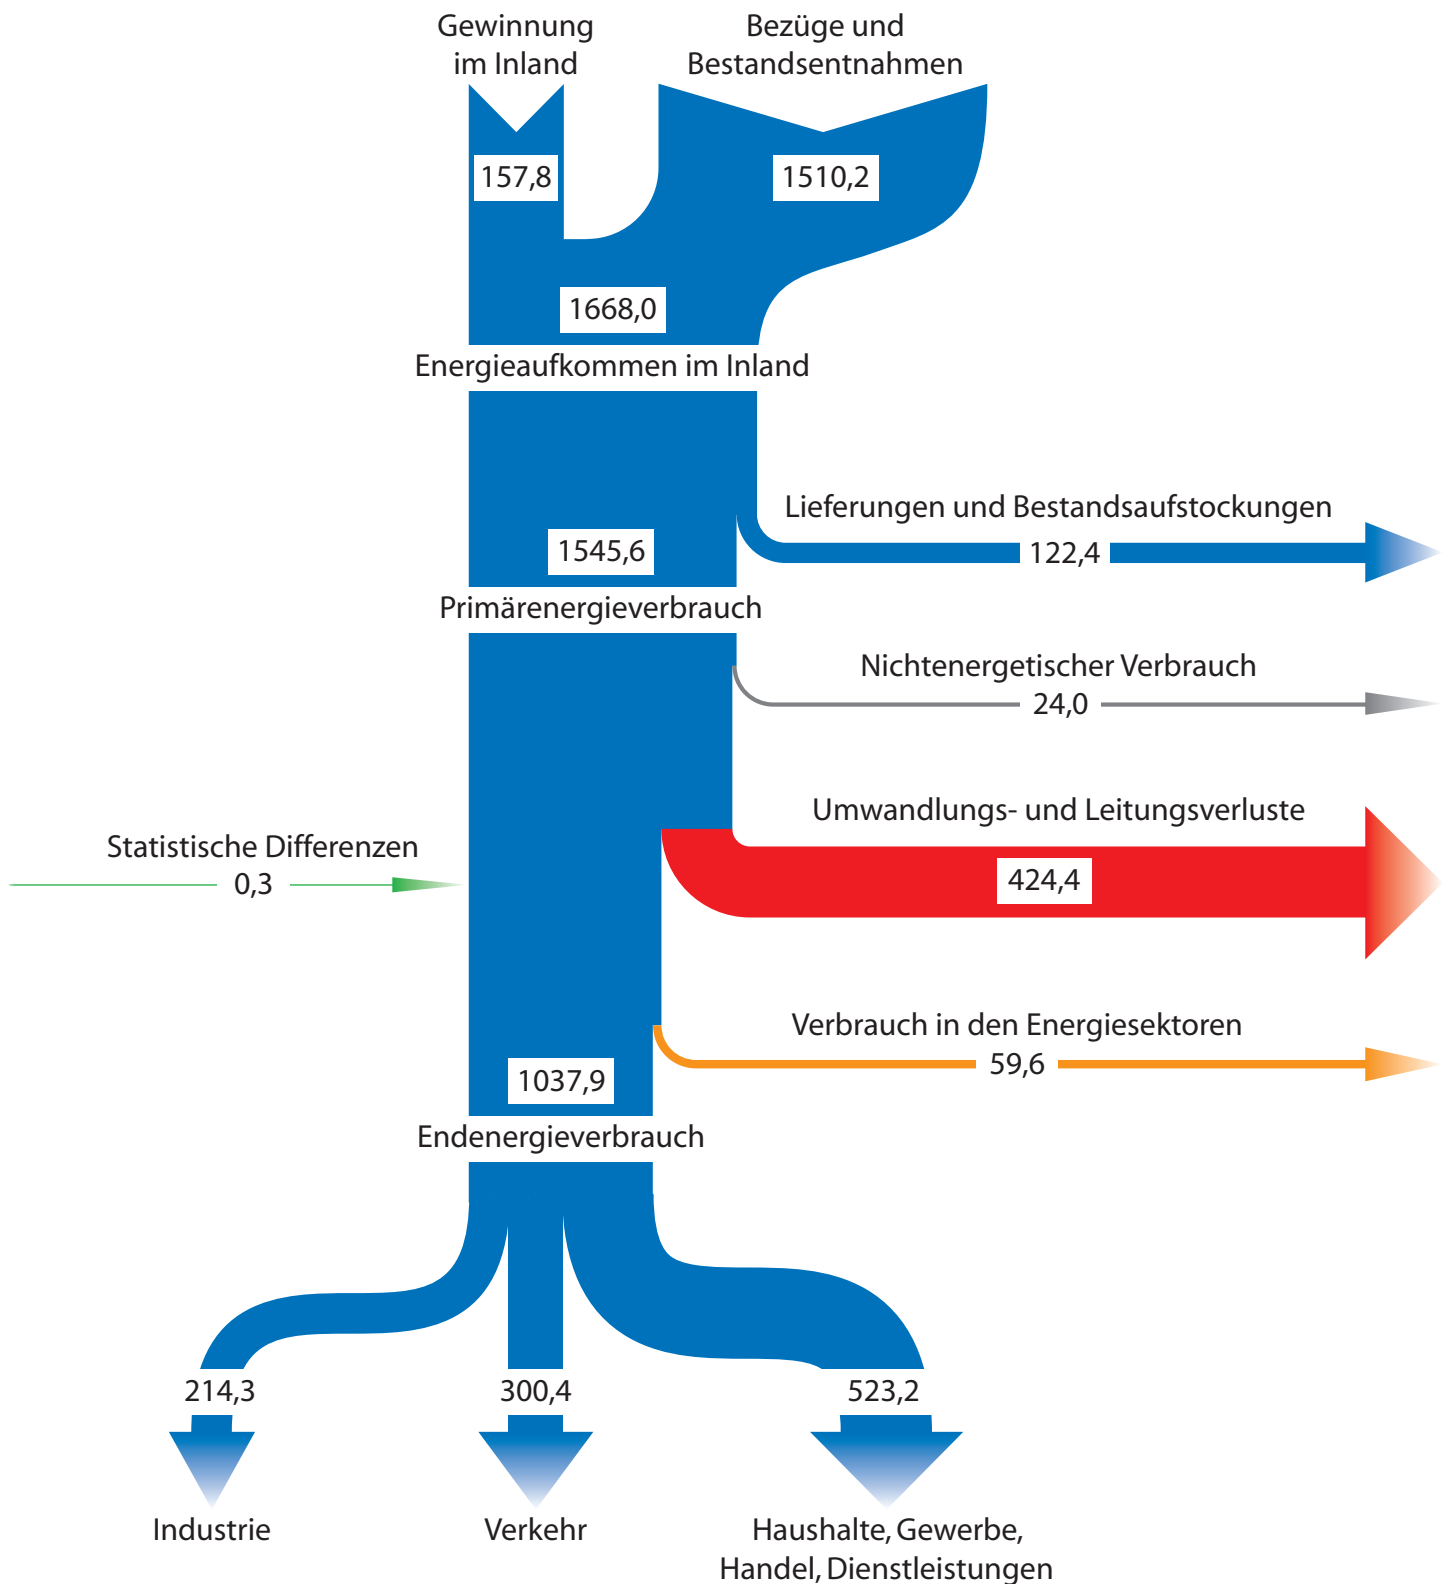 Gewinnung
im Inland
Bezüge und
Bestandsentnahmen
157,8
1510,2
1668,0
Energieaufkommen im Inland
Lieferungen und Bestandsaufstockungen
122,4
1545,6
Primärenergieverbrauch
Nichtenergetischer Verbrauch
24,0
Umwandlungs- und Leitungsverluste
424,4
Statistische Differenzen
0,3
Verbrauch in den Energiesektoren
59,6
1037,9
Endenergieverbrauch
214,3
300,4
523,2
Industrie
Verkehr
Haushalte, Gewerbe,
Handel, Dienstleistungen